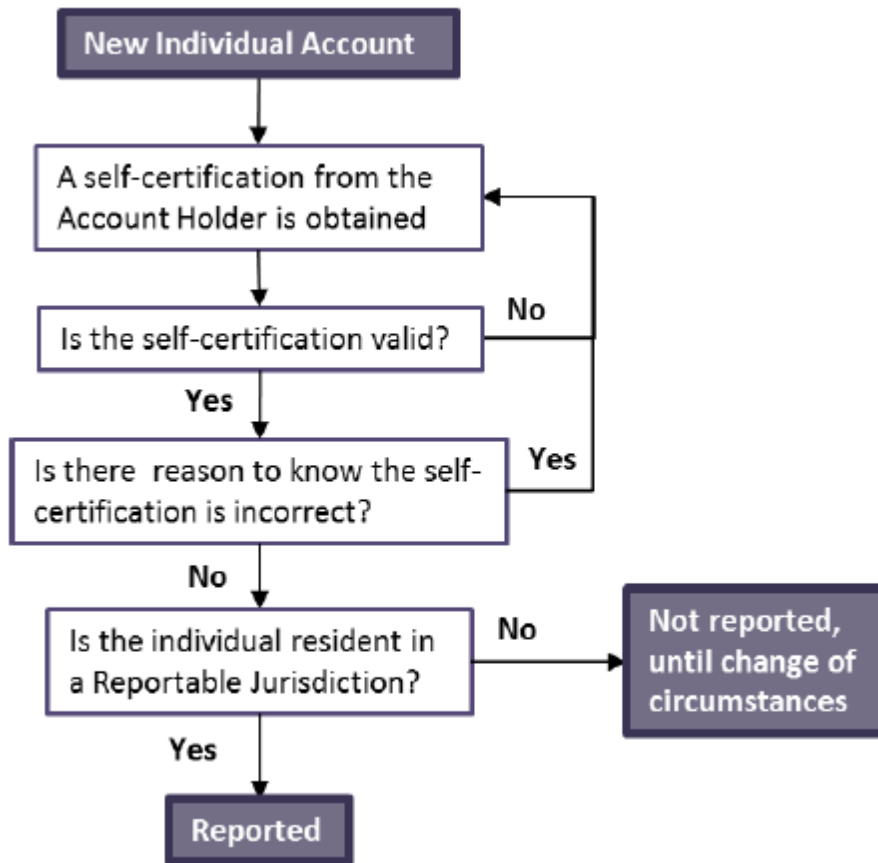 New Individual Account
A self-certification from the
Account Holder is obtained
Is the self-certification valid?
No
Yes
Is there reason to know the self-
certification is incorrect?
Yes
No
Is the individual resident in
a Reportable Jurisdiction?
No
Not reported,
until change of
circumstances
Yes
Reported